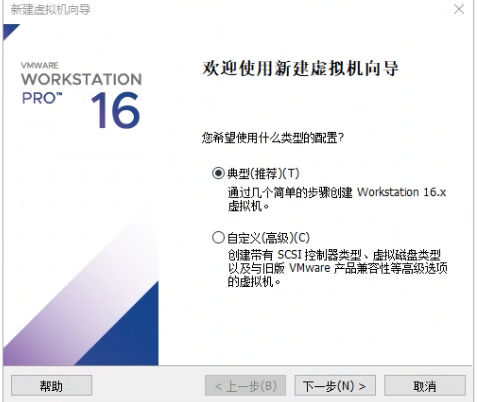 新建虚拟机向导
VMWARE
WORKSTATION
PRO™ 16
欢迎使用新建虚拟机向导
您希望使用什么类型的配置?
典型(推荐)(T)
通过几个简单的步骤创建 Workstation 16.x
虚拟机。
自定义(高级)(C)
创建带有 SCSI 控制器类型、虚拟磁盘类型
以及与旧版 VMware 产品兼容性等高级选项
的虚拟机。
帮助
< 上一步(B)
下一步(N) >
取消